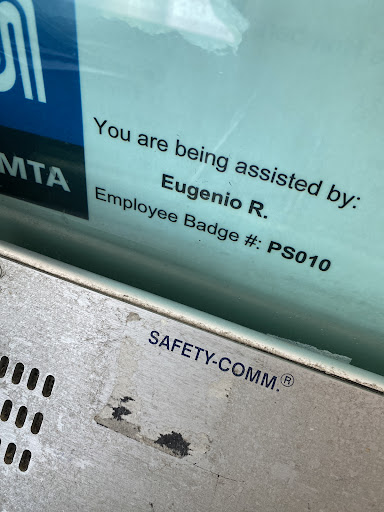 MTA
You are being assisted by:
Eugenio R.
Employee Badge #: PS010
SAFETY-COMM.®